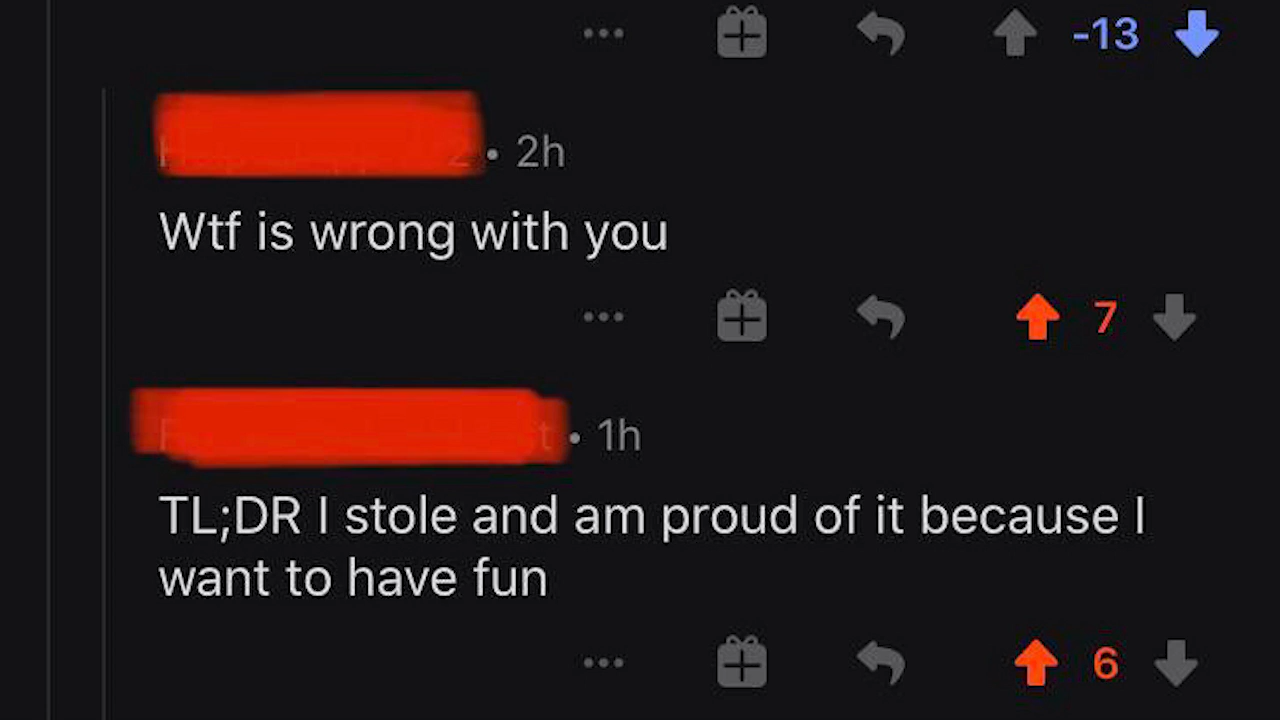 -13
• 2h
Wtf is wrong with you
7
• 1h
TL;DR I stole and am proud of it because I
want to have fun
6